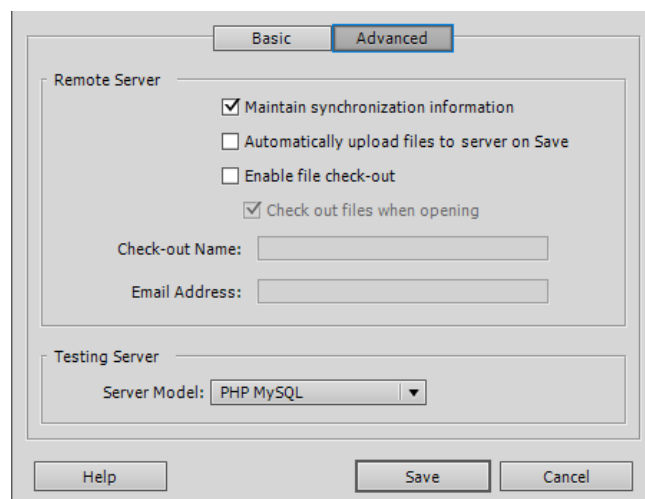 Basic
Advanced
Remote Server
Maintain synchronization information
Automatically upload files to server on Save
Enable file check-out
Check out files when opening
Check-out Name:
Email Address:
Testing Server
Server Model: PHP MySQL
Help
Save
Cancel